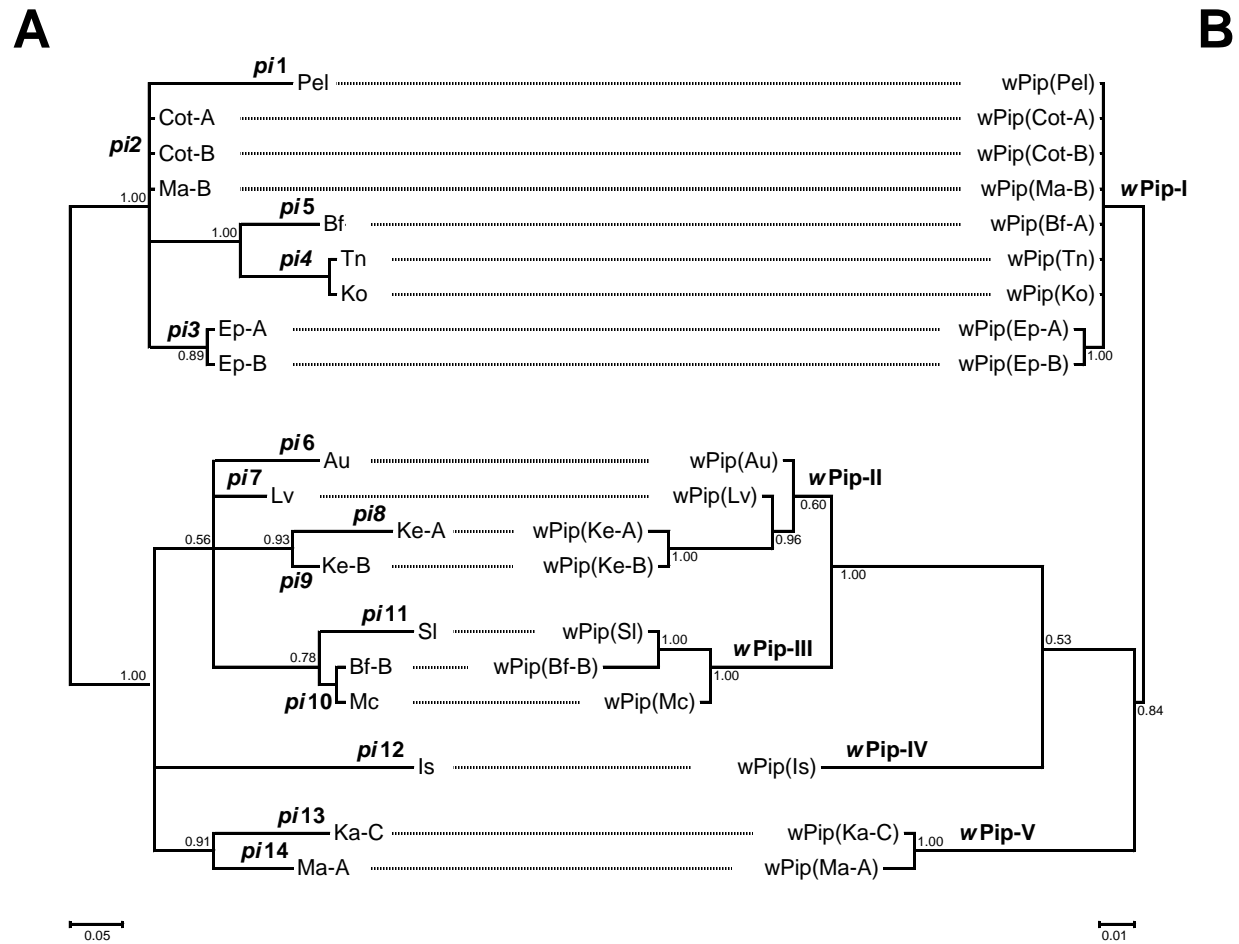 A B
pi1
Pel wPip(Pel)
Cot-A wPip(Cot-A)
pi2
Cot-B wPip(Cot-B)
1.00 Ma-B wPip(Ma-B) wPip-I
pi5
1.00 Bf wPip(Bf-A)
pi4 Tn wPip(Tn)
Ko wPip(Ko)
pi3 Ep-A wPip(Ep-A)
0.89 1.00
Ep-B wPip(Ep-B)
pi6
Au wPip(Au)
pi7 wPip-II
Lv wPip(Lv) 0.60
pi8
Ke-A wPip(Ke-A)
0.56 0.93 1.00 0.96
Ke-B wPip(Ke-B) 1.00
pi9
pi11
Sl wPip(Sl) 1.00 0.53
wPip-III
0.78 Bf-B wPip(Bf-B) 1.00
1.00
pi10 Mc wPip(Mc) 0.84
pi12 wPip-IV
Is wPip(Is)
pi13
Ka-C wPip(Ka-C) wPip-V
0.91 1.00
pi14
Ma-A wPip(Ma-A)
0.05 0.01